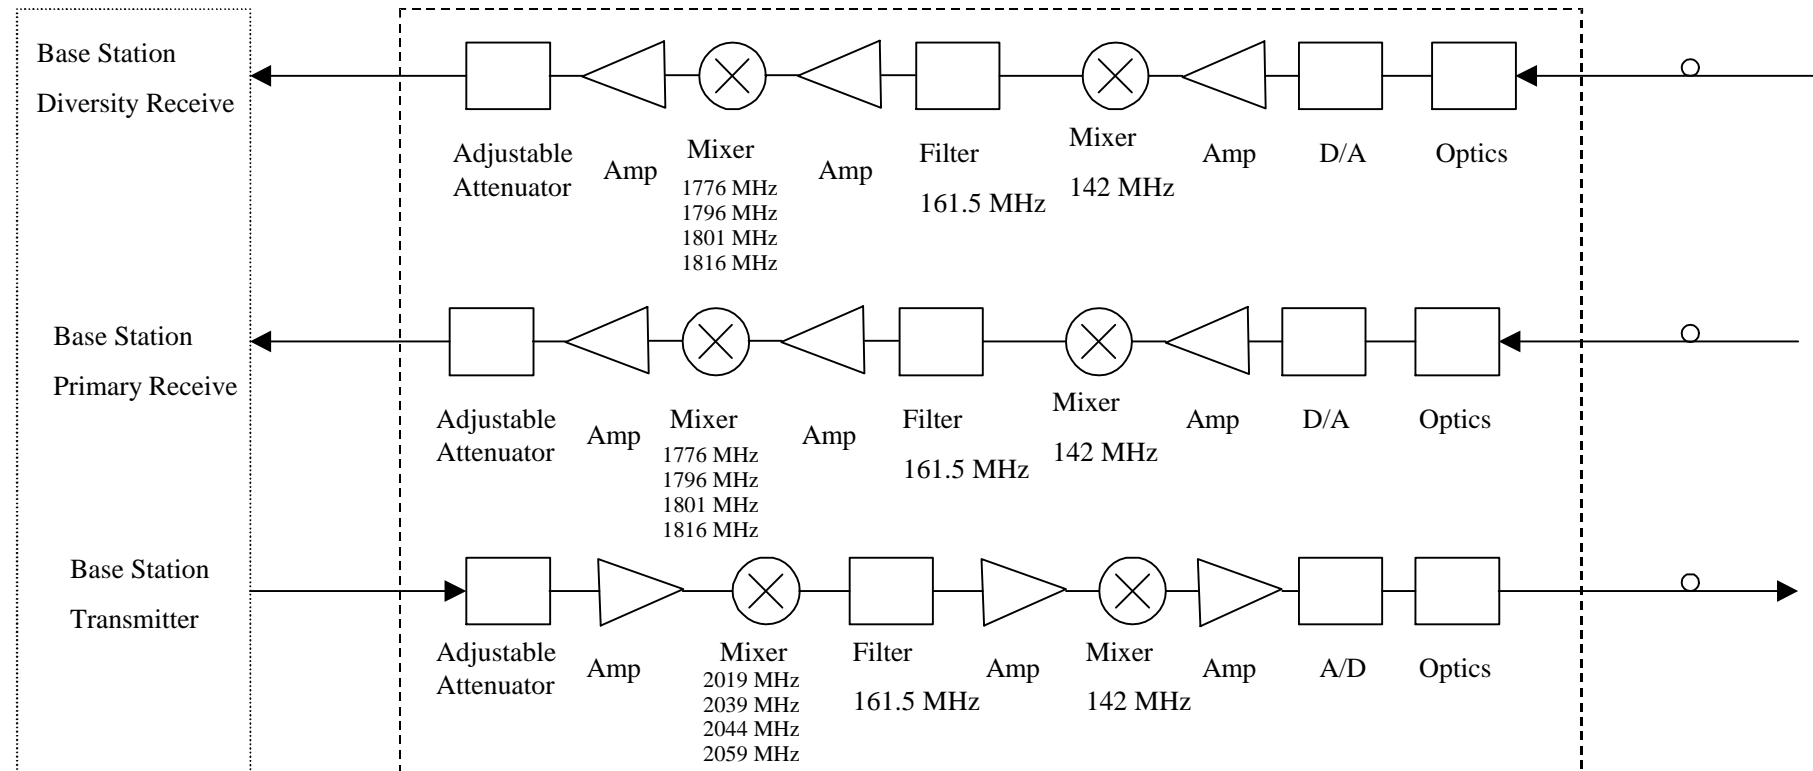 Base Station
Diversity Receive
Adjustable
Attenuator
Amp
Mixer
1776 MHz
1796 MHz
1801 MHz
1816 MHz
Amp
Filter
161.5 MHz
Mixer
142 MHz
Amp
D/A
Optics
Base Station
Primary Receive
Adjustable
Attenuator
Amp
Mixer
1776 MHz
1796 MHz
1801 MHz
1816 MHz
Amp
Filter
161.5 MHz
Mixer
142 MHz
Amp
D/A
Optics
Base Station
Transmitter
Adjustable
Attenuator
Amp
Mixer
2019 MHz
2039 MHz
2044 MHz
2059 MHz
Filter
161.5 MHz
Amp
Mixer
142 MHz
Amp
A/D
Optics